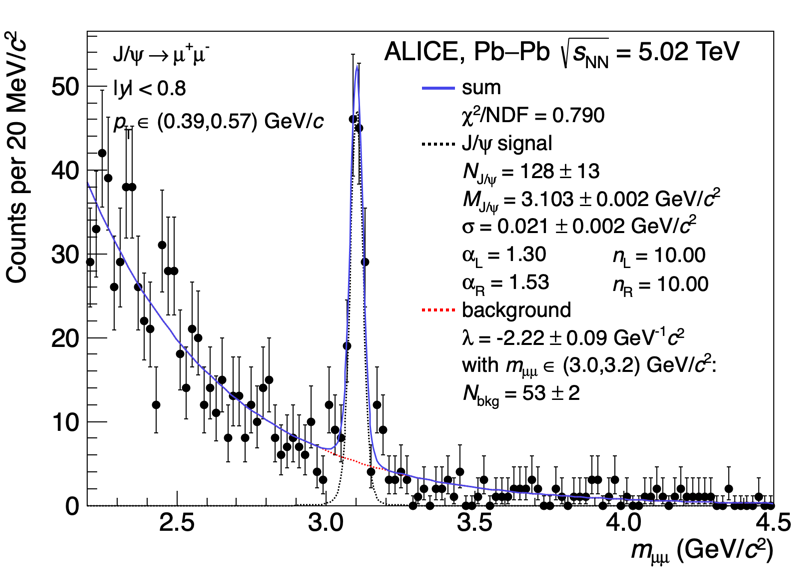 Counts per 20 MeV/c²
J/ψ → μ⁺μ⁻
|y| < 0.8
p_T ∈ (0.39,0.57) GeV/c
ALICE, Pb–Pb √s_NN = 5.02 TeV
sum
χ²/NDF = 0.790
J/ψ signal
N_J/ψ = 128 ± 13
M_J/ψ = 3.103 ± 0.002 GeV/c²
σ = 0.021 ± 0.002 GeV/c²
α_L = 1.30 n_L = 10.00
α_R = 1.53 n_R = 10.00
background
λ = -2.22 ± 0.09 GeV⁻¹c²
with m_μμ ∈ (3.0,3.2) GeV/c²:
N_bkg = 53 ± 2
50
40
30
20
10
0
2.5 3.0 3.5 4.0 4.5
m_μμ (GeV/c²)